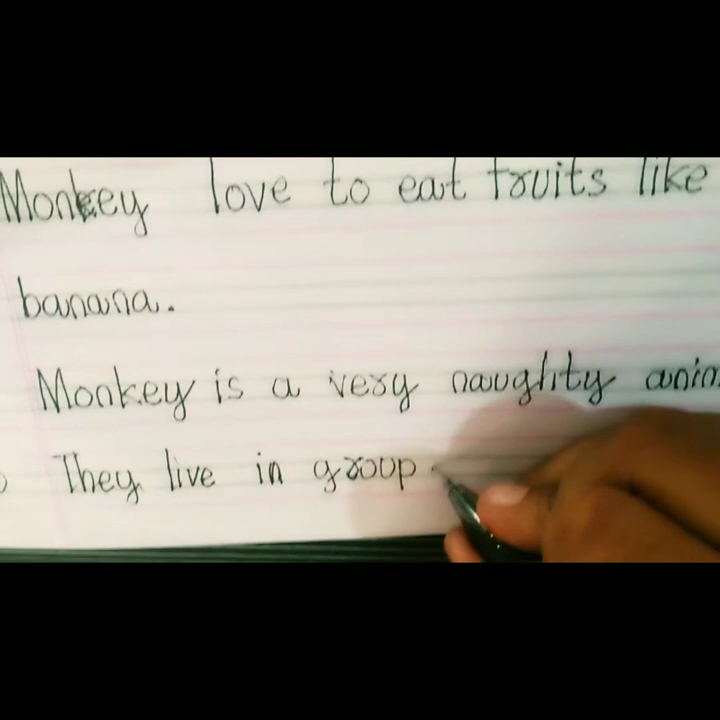 Monkey love to eat fruits like
banana.
Monkey is a very naughty
They live in group